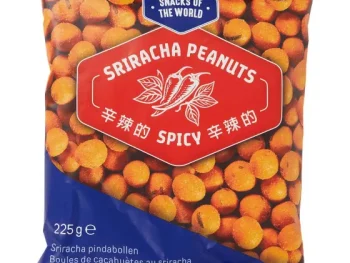 SNACKS OF
THE WORLD
SRIRACHA PEANUTS
辛辣的 SPICY 辛辣的
225 g e
Sriracha pindabollen
Boules de cacahuètes au sriracha